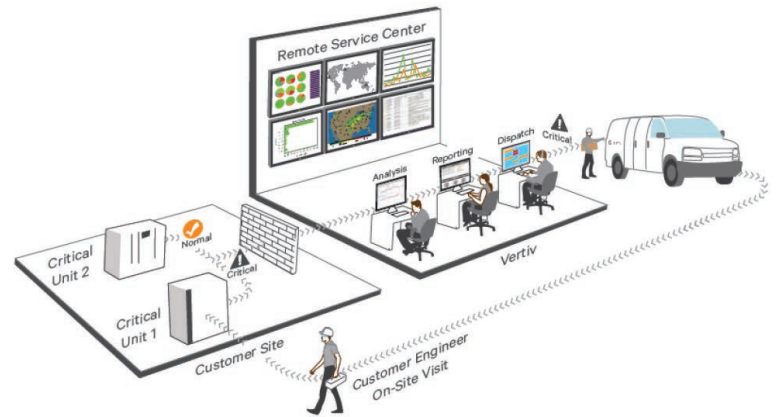 Remote Service Center
Analysis
Reporting
Dispatch
Critical
Critical
Unit 2
Normal
Critical
Critical
Unit 1
Customer Site
Vertiv
Customer Engineer
On-Site Visit